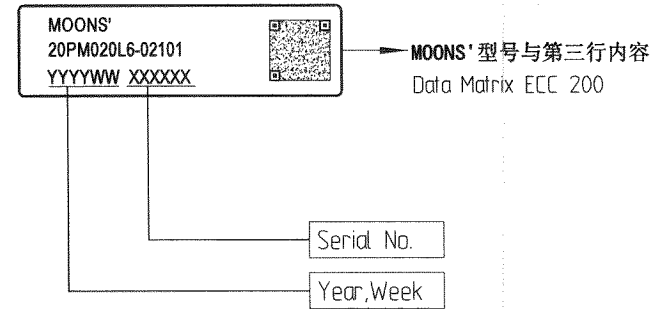 MOONS'
20PM020L6-02101
YYYYWW XXXXXX
MOONS'型号与第三行内容
Data Matrix ECC 200
Serial No.
Year,Week